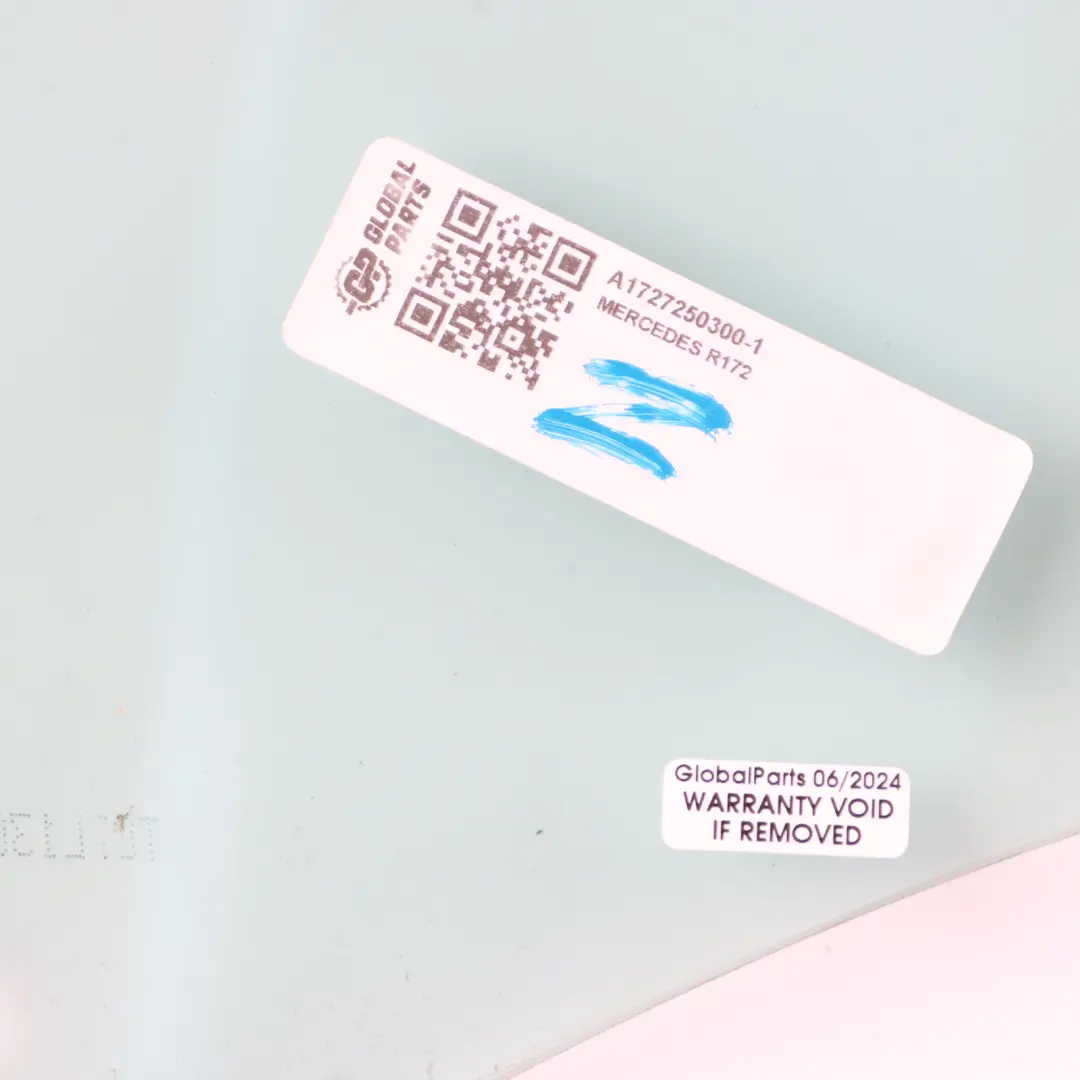 GLOBAL
PARTS
A1727250300-1
MERCEDES R172
GlobalParts 06/2024
WARRANTY VOID
IF REMOVED